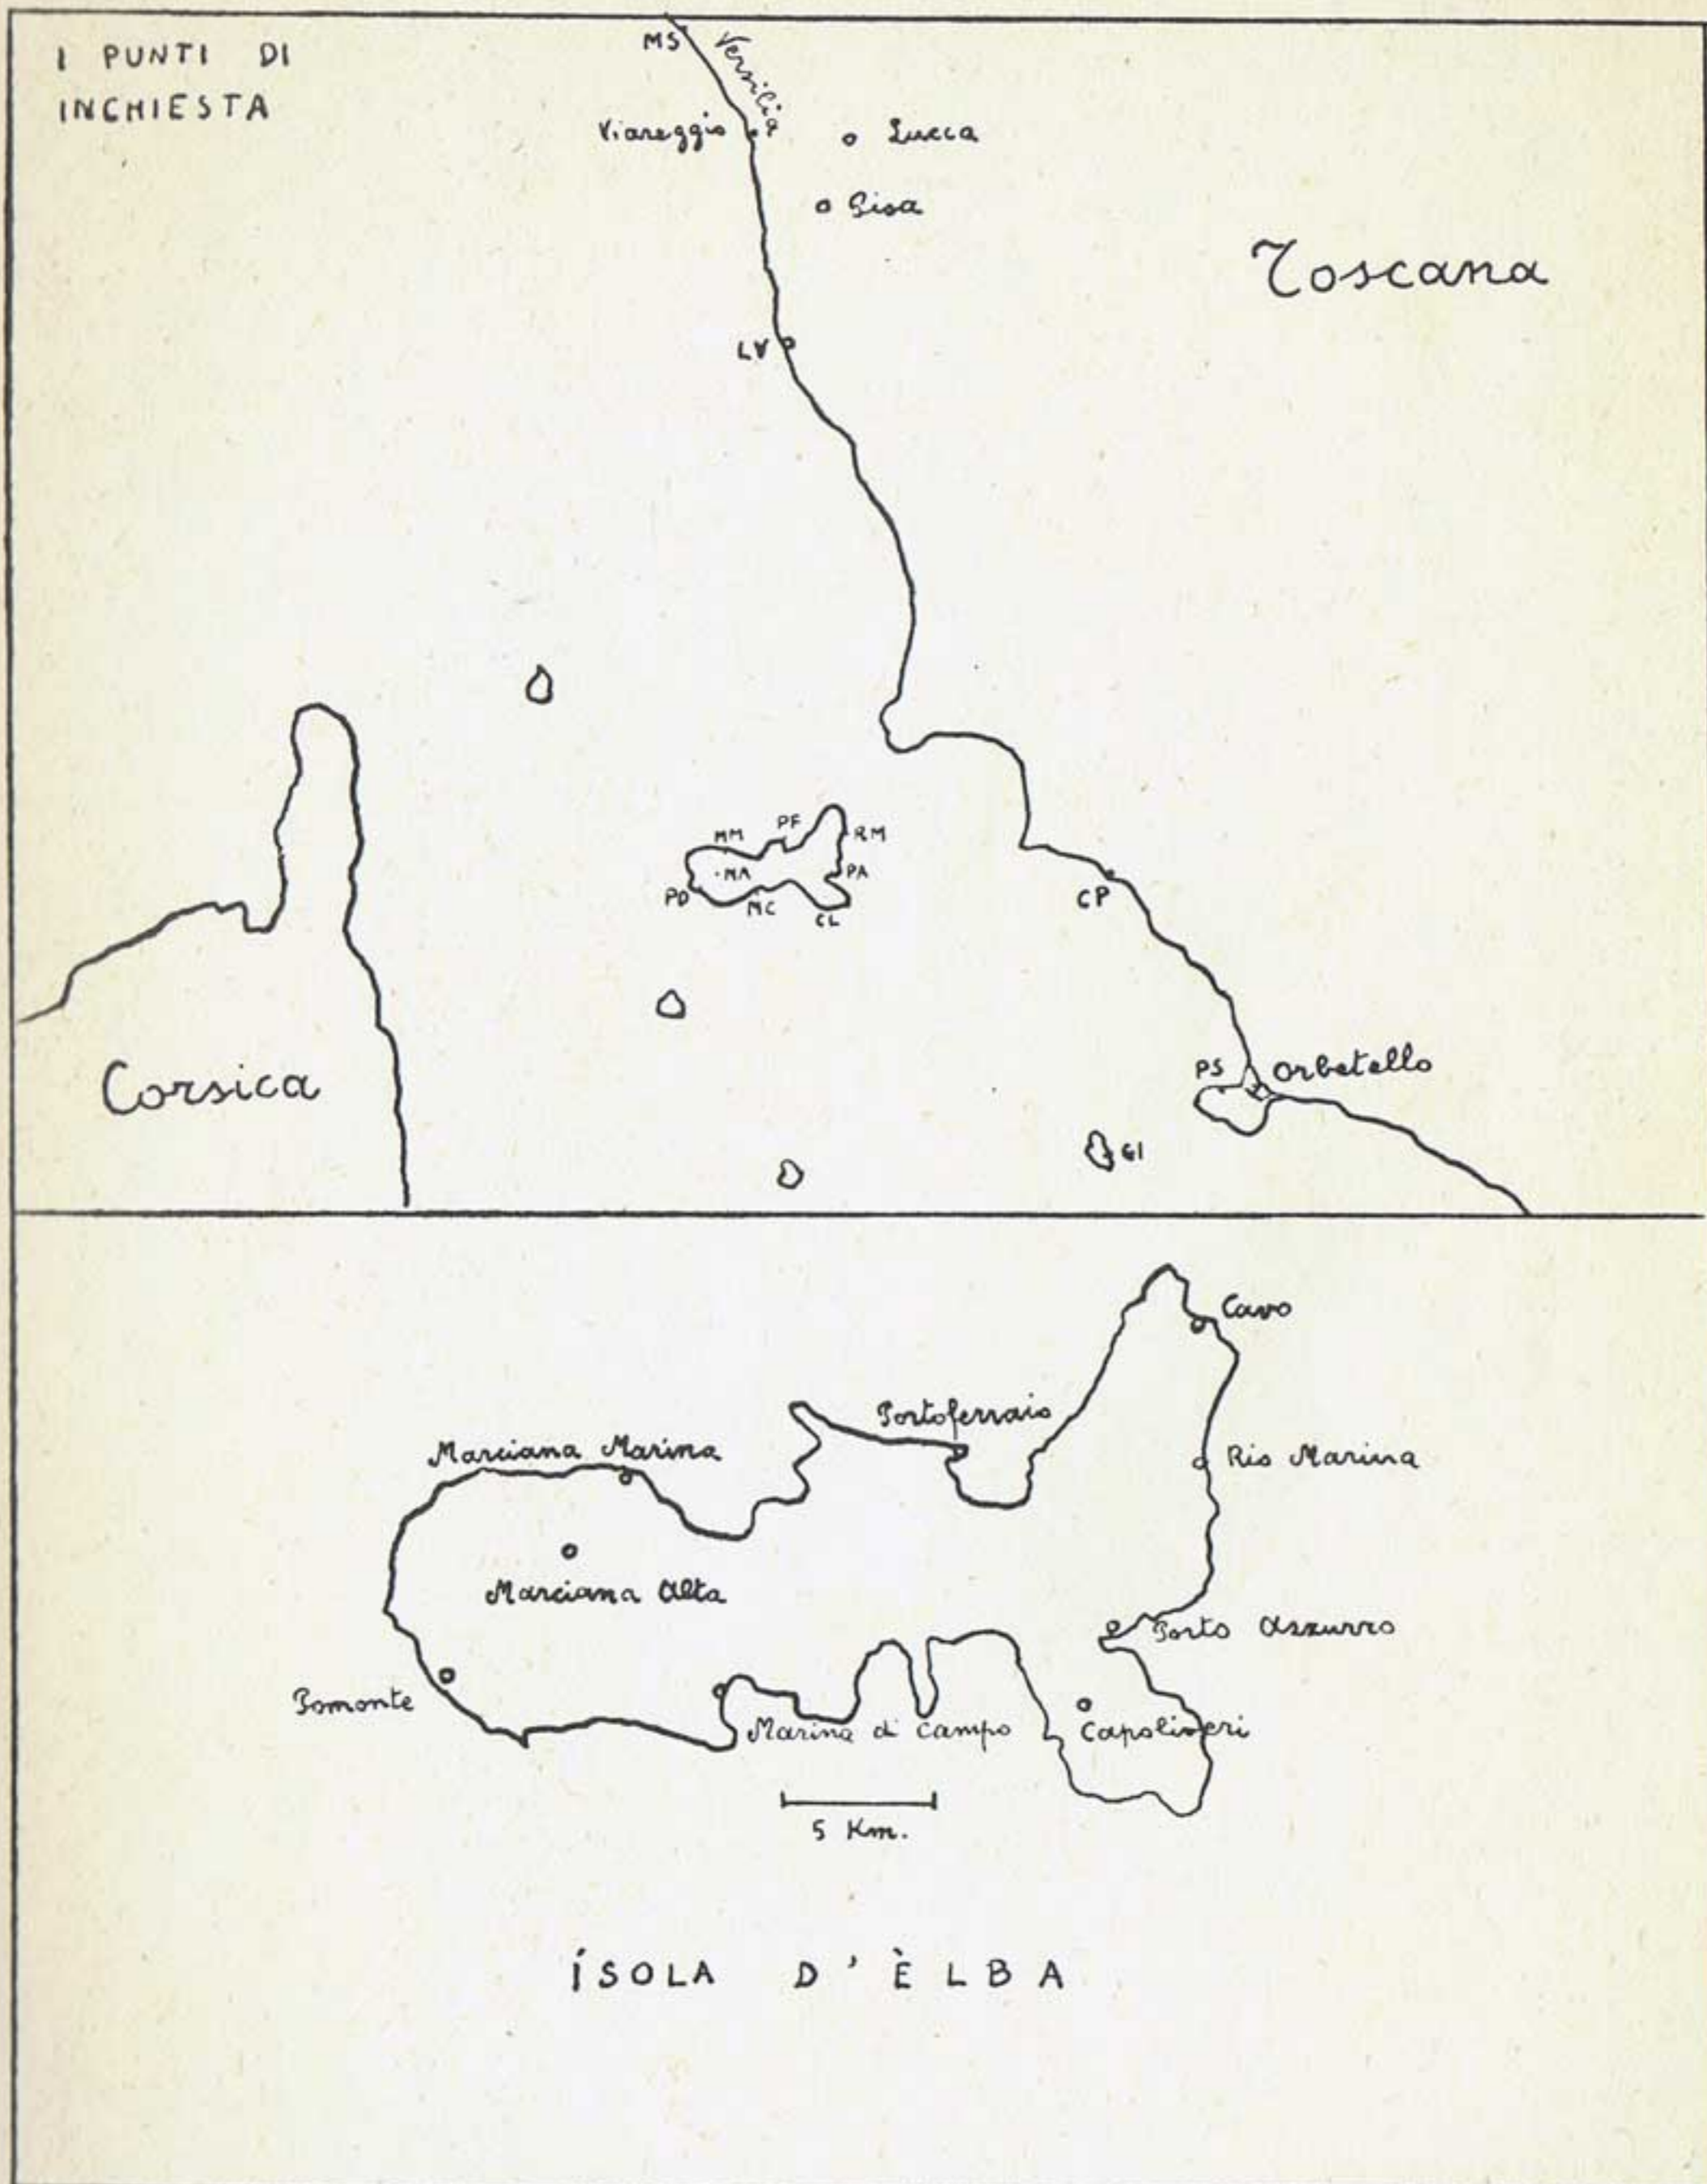 I PUNTI DI
INCHIESTA
MS
Versilia
Viareggio
Lucca
Pisa
Toscana
LV
MM
PF
RM
MA
PA
PO
MC
CL
CP
Corsica
PS
Orbetello
GI
Cavo
Portoferraio
Marciana Marina
Rio Marina
Marciana Alta
Porto Azzurro
Pomonte
Marina di Campo
Capoliveri
5 Km.
ÍSOLA D'ÈLBA